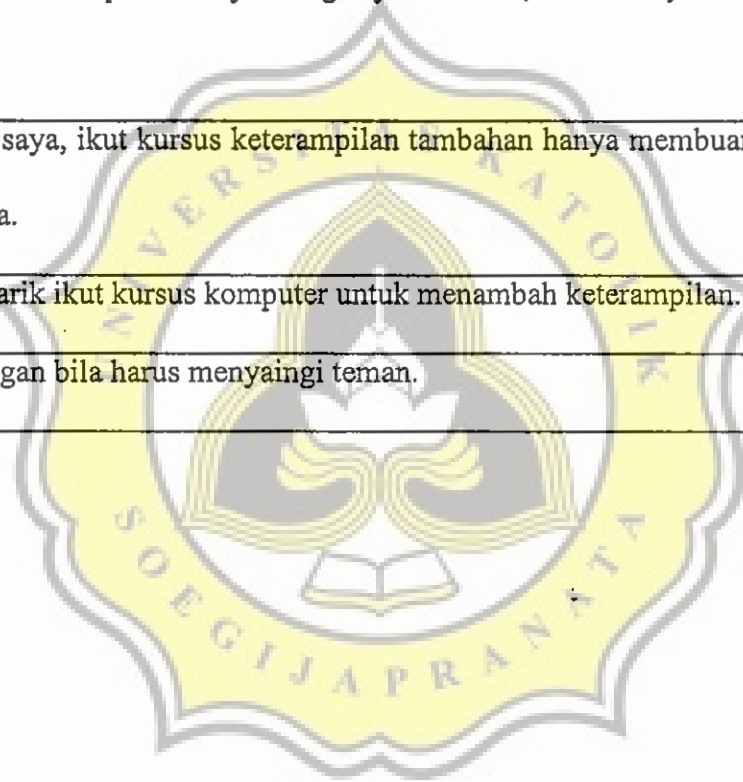 saya, ikut kursus keterampilan tambahan hanya membuan
a.
arik ikut kursus komputer untuk menambah keterampilan.
gan bila harus menyaingi teman.
UNIVERSITAS KATOLIK
SOEGIJAPRANATA